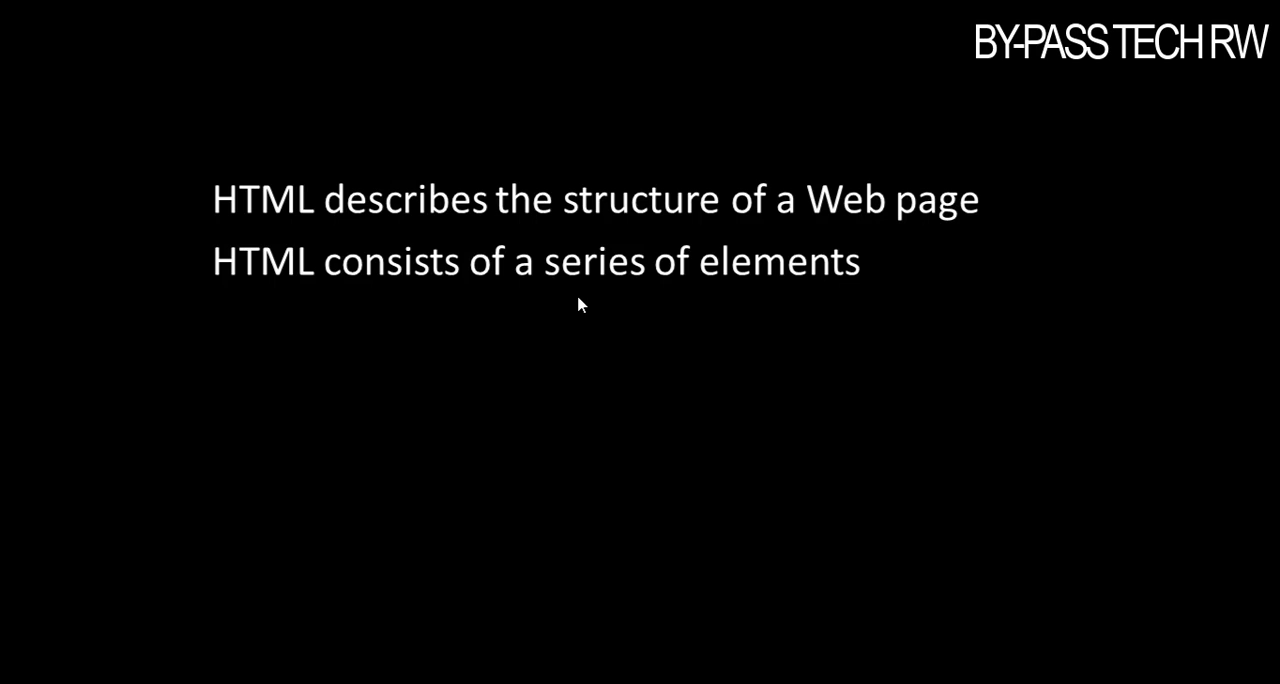 BY-PASS TECH RW
HTML describes the structure of a Web page
HTML consists of a series of elements